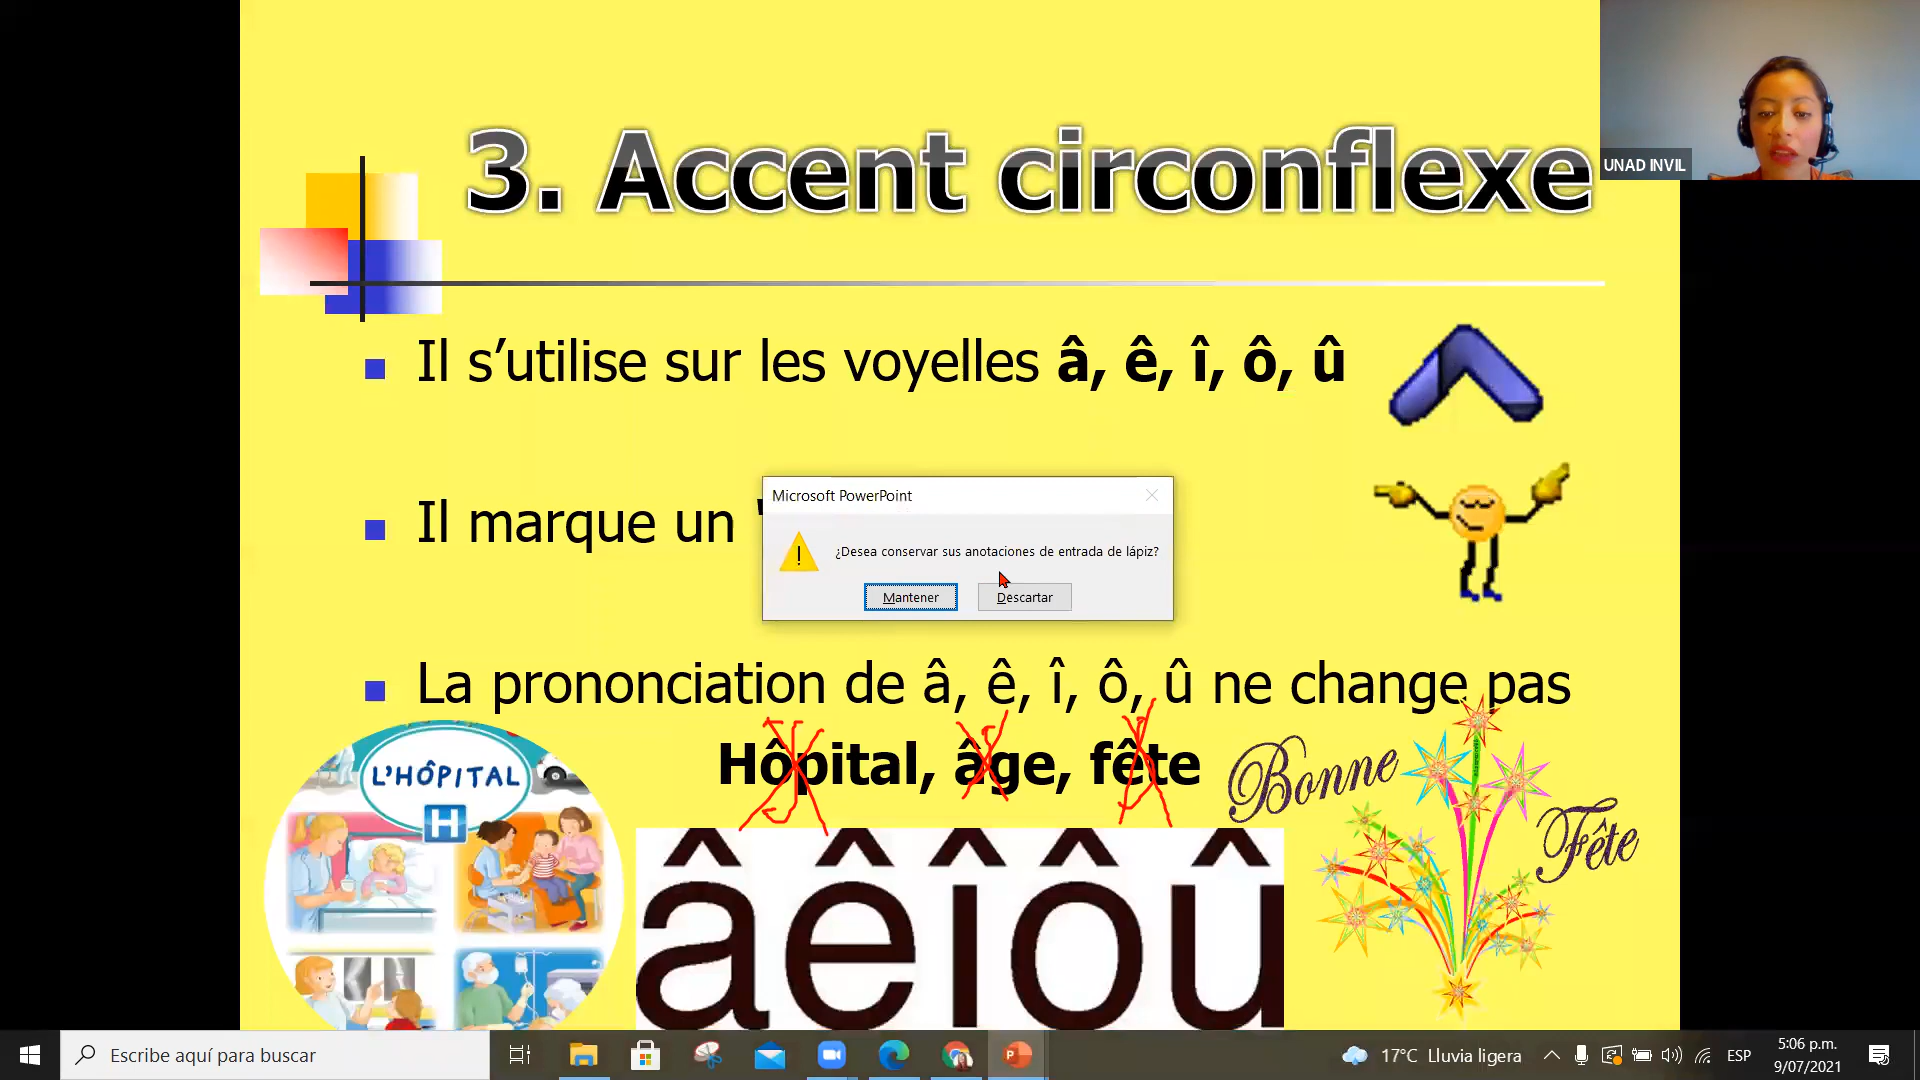 3. Accent circonflexe
UNAD INVIL
Il s’utilise sur les voyelles â, ê, î, ô, û
Il marque un "
Microsoft PowerPoint
¿Desea conservar sus anotaciones de entrada de lápiz?
Mantener
Descartar
La prononciation de â, ê, î, ô, û ne change pas
Hôpital, âge, fête
L'HÔPITAL
H
Bonne
Fête
âêîôû
Escribe aquí para buscar
17°C Lluvia ligera
ESP
5:06 p.m.
9/07/2021